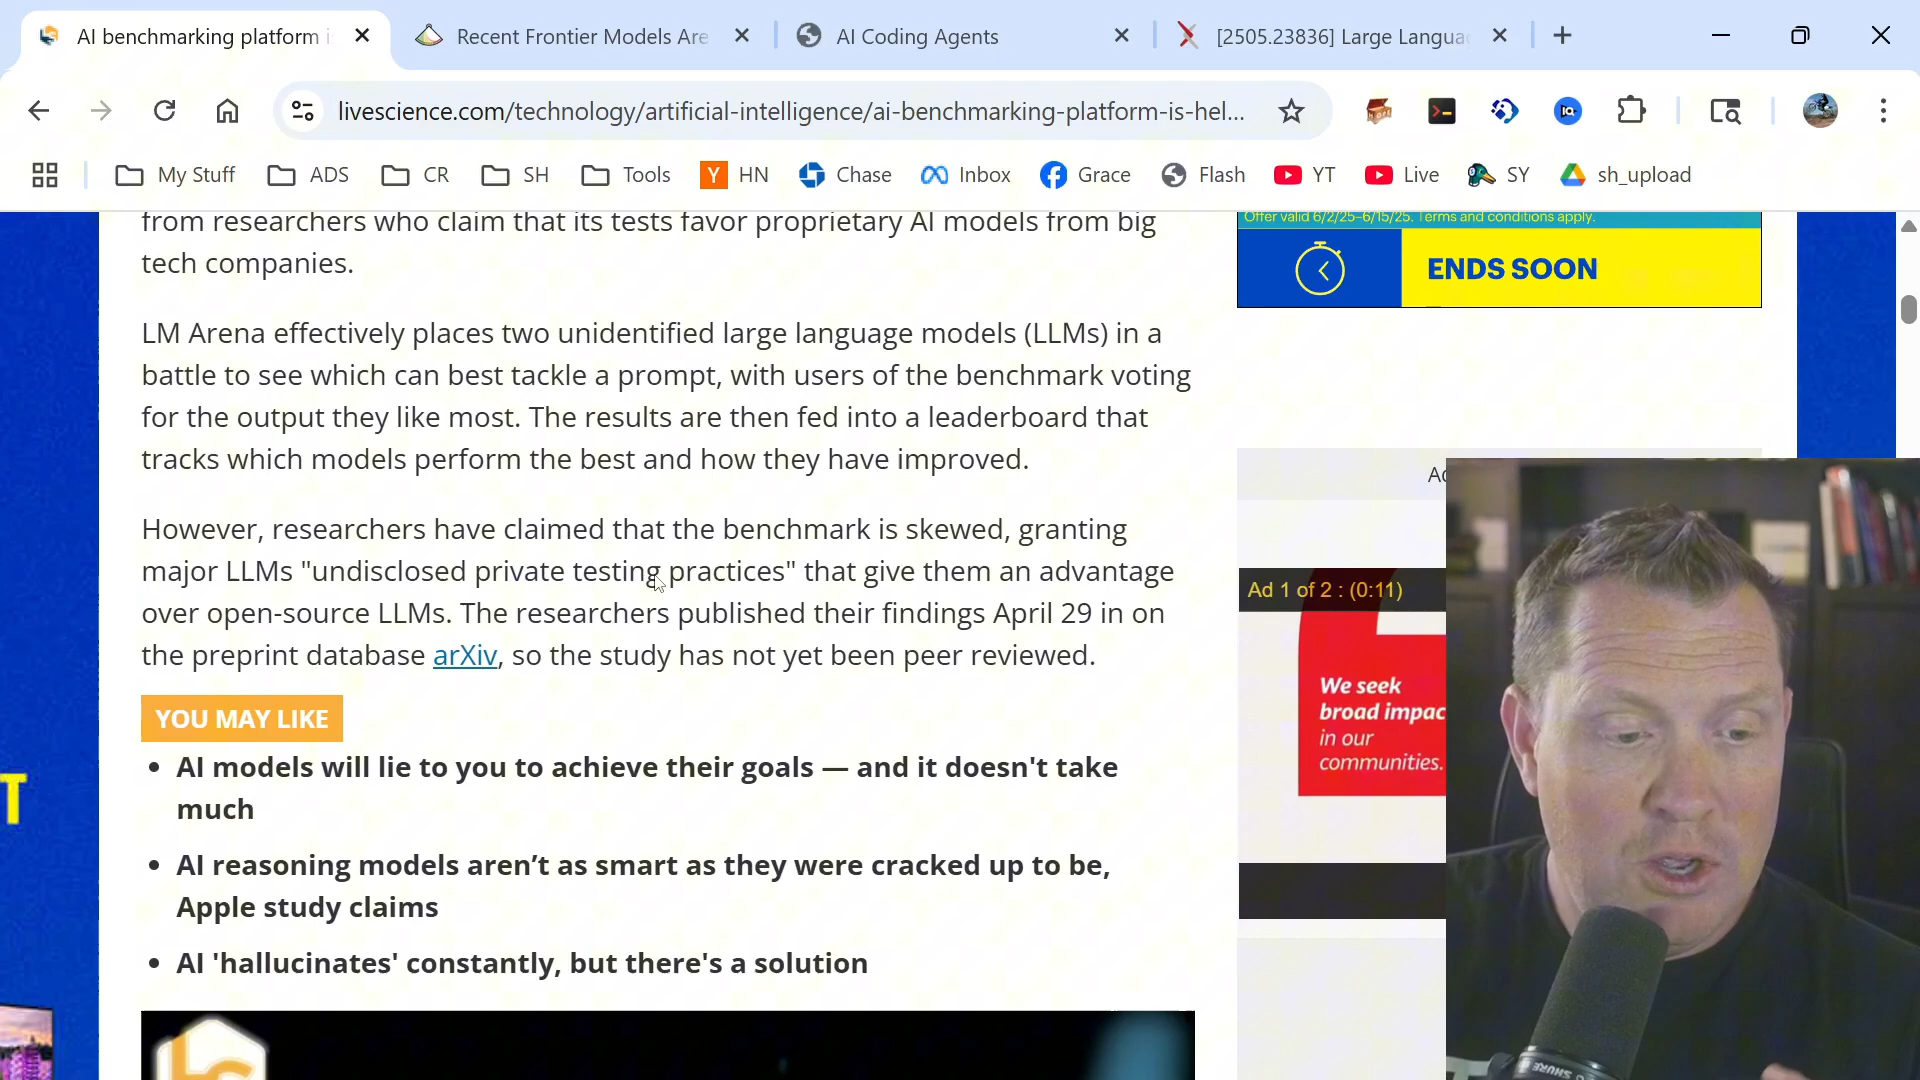 AI benchmarking platform i
Recent Frontier Models Are
AI Coding Agents
[2505.23836] Large Langua
livescience.com/technology/artificial-intelligence/ai-benchmarking-platform-is-hel...
My Stuff
ADS
CR
SH
Tools
Y HN
Chase
Inbox
Grace
Flash
YT
Live
SY
sh_upload
from researchers who claim that its tests favor proprietary AI models from big
tech companies.
LM Arena effectively places two unidentified large language models (LLMs) in a
battle to see which can best tackle a prompt, with users of the benchmark voting
for the output they like most. The results are then fed into a leaderboard that
tracks which models perform the best and how they have improved.
However, researchers have claimed that the benchmark is skewed, granting
major LLMs "undisclosed private testing practices" that give them an advantage
over open-source LLMs. The researchers published their findings April 29 in on
the preprint database arXiv, so the study has not yet been peer reviewed.
YOU MAY LIKE
• AI models will lie to you to achieve their goals — and it doesn't take
much
• AI reasoning models aren’t as smart as they were cracked up to be,
Apple study claims
• AI 'hallucinates' constantly, but there's a solution
Offer valid 6/2/25–6/15/25. Terms and conditions apply.
ENDS SOON
Ad 1 of 2 : (0:11)
We seek
broad impac
in our
communities.
T
SHURE